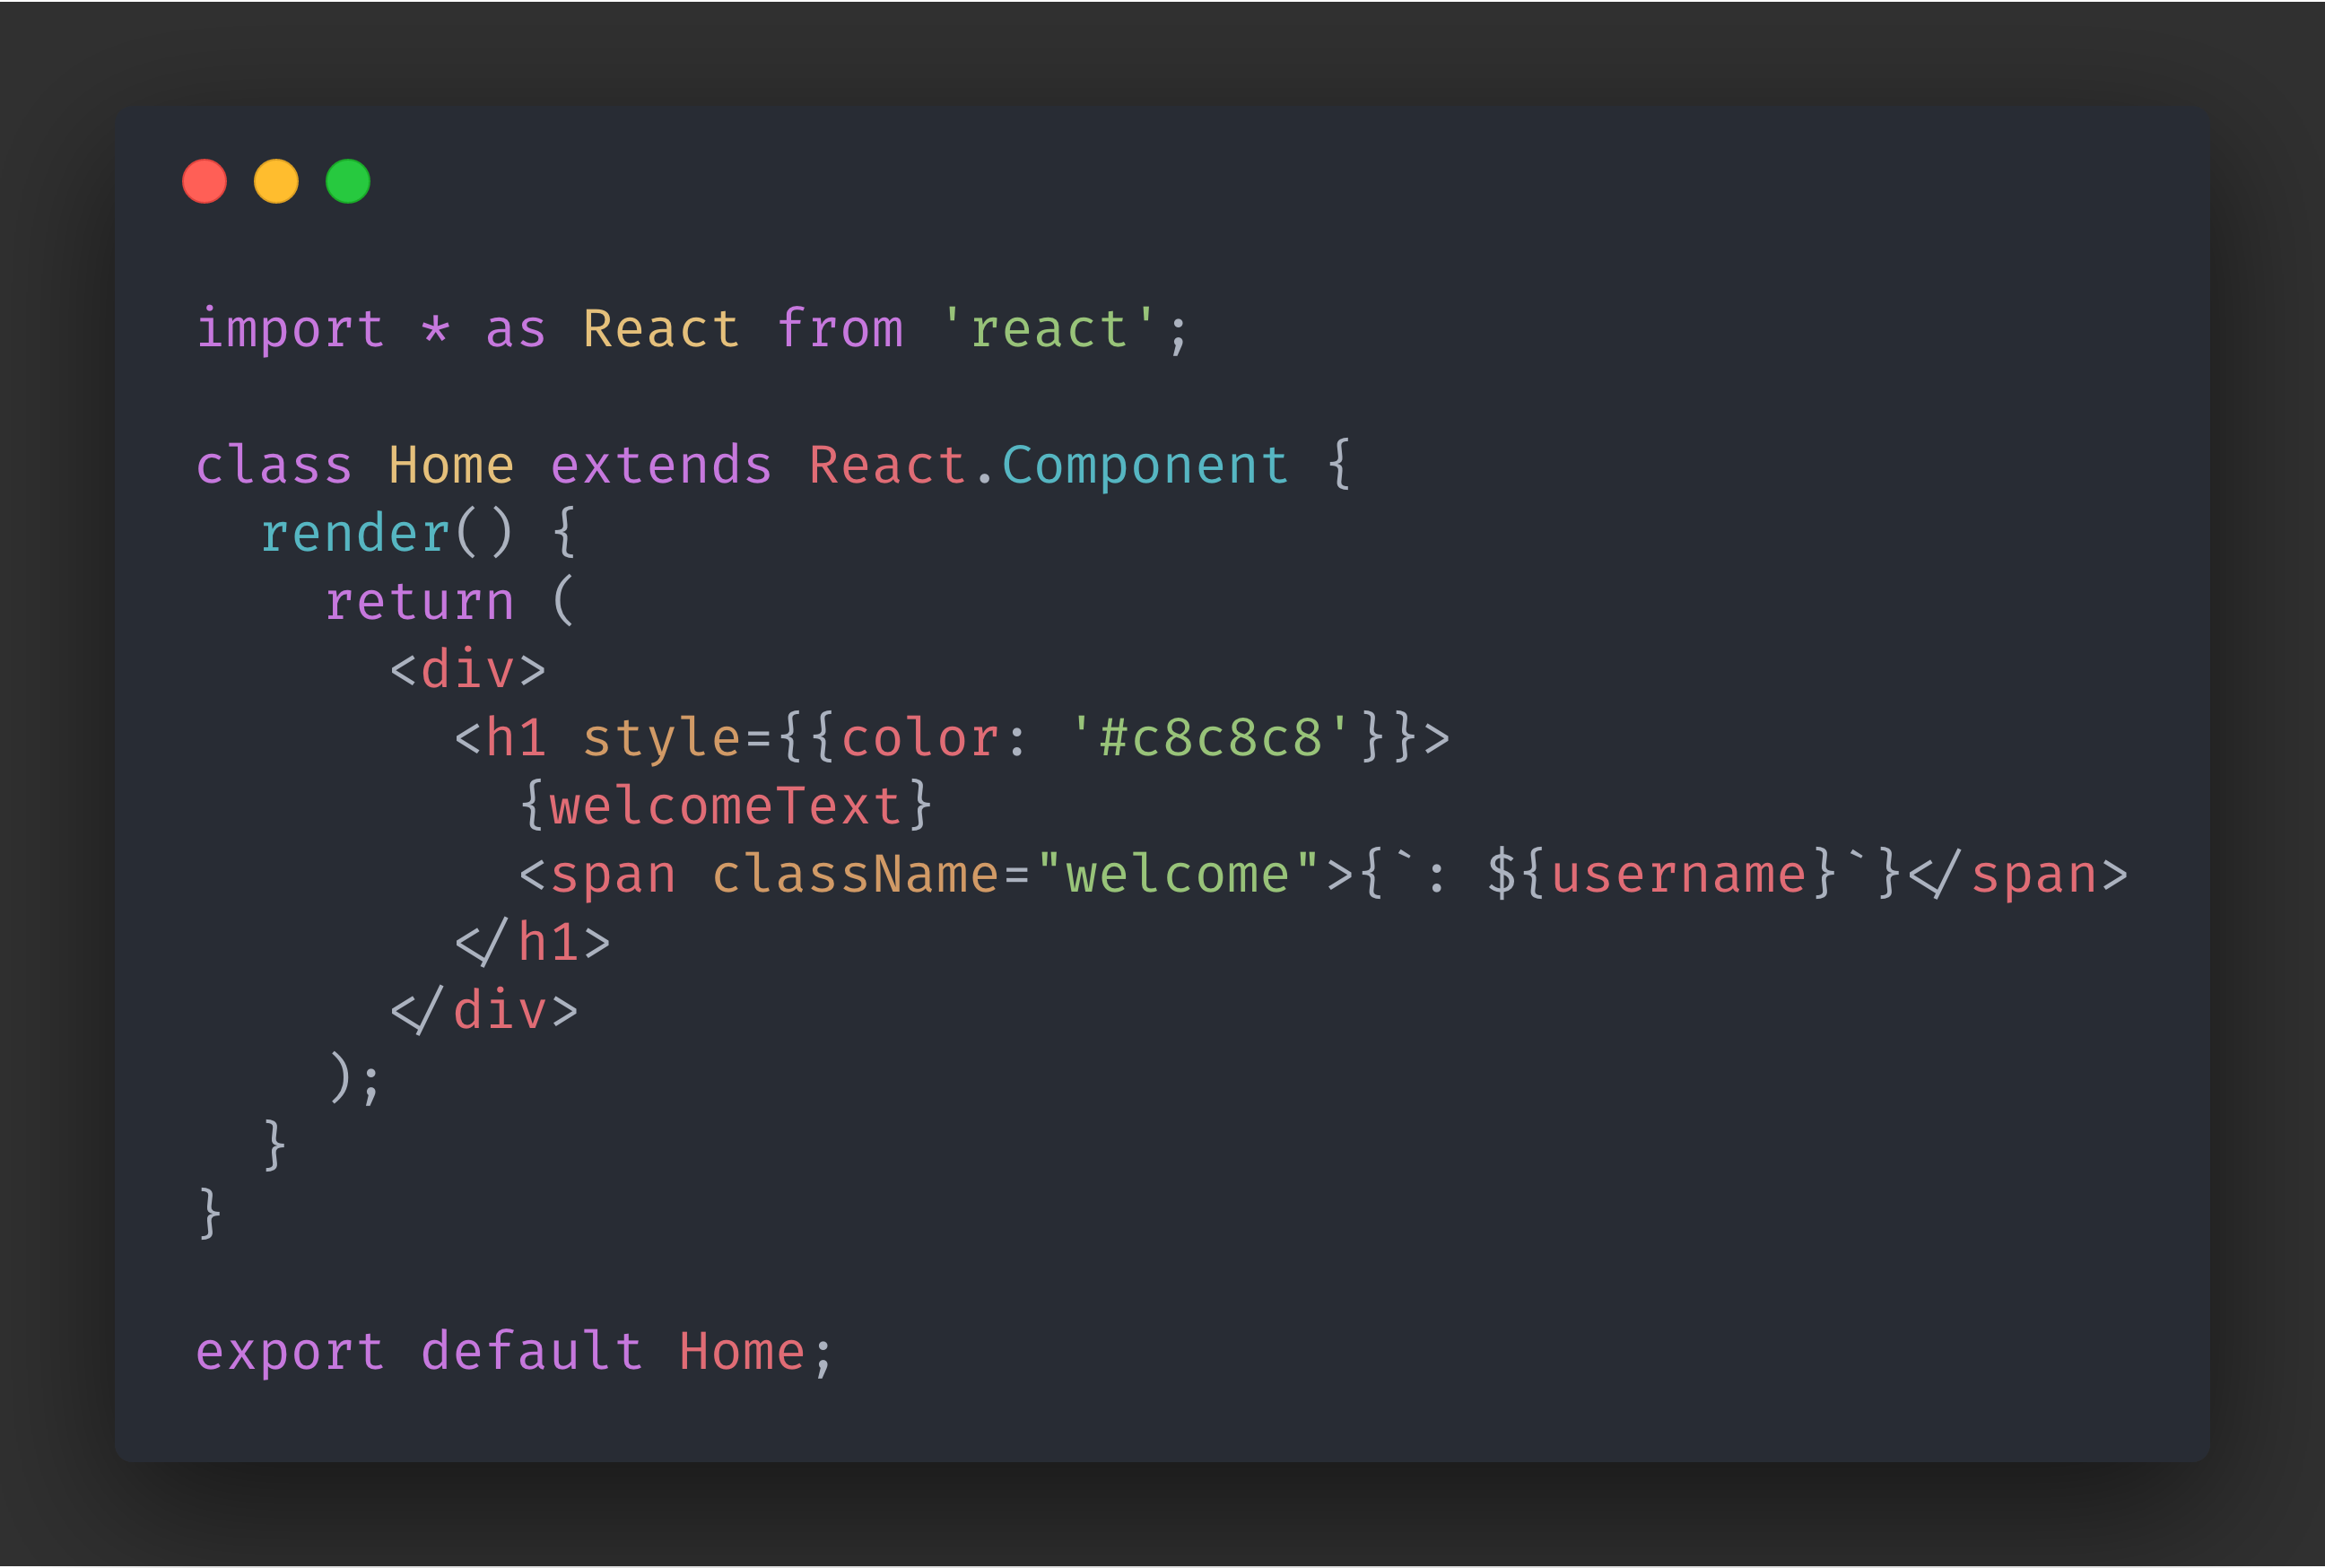 import * as React from 'react';
class Home extends React.Component {
  render() {
    return (
      <div>
        <h1 style={{color: '#c8c8c8'}}>
          {welcomeText}
          <span className="welcome">{`: ${username}`}</span>
        </h1>
      </div>
    );
  }
}
export default Home;